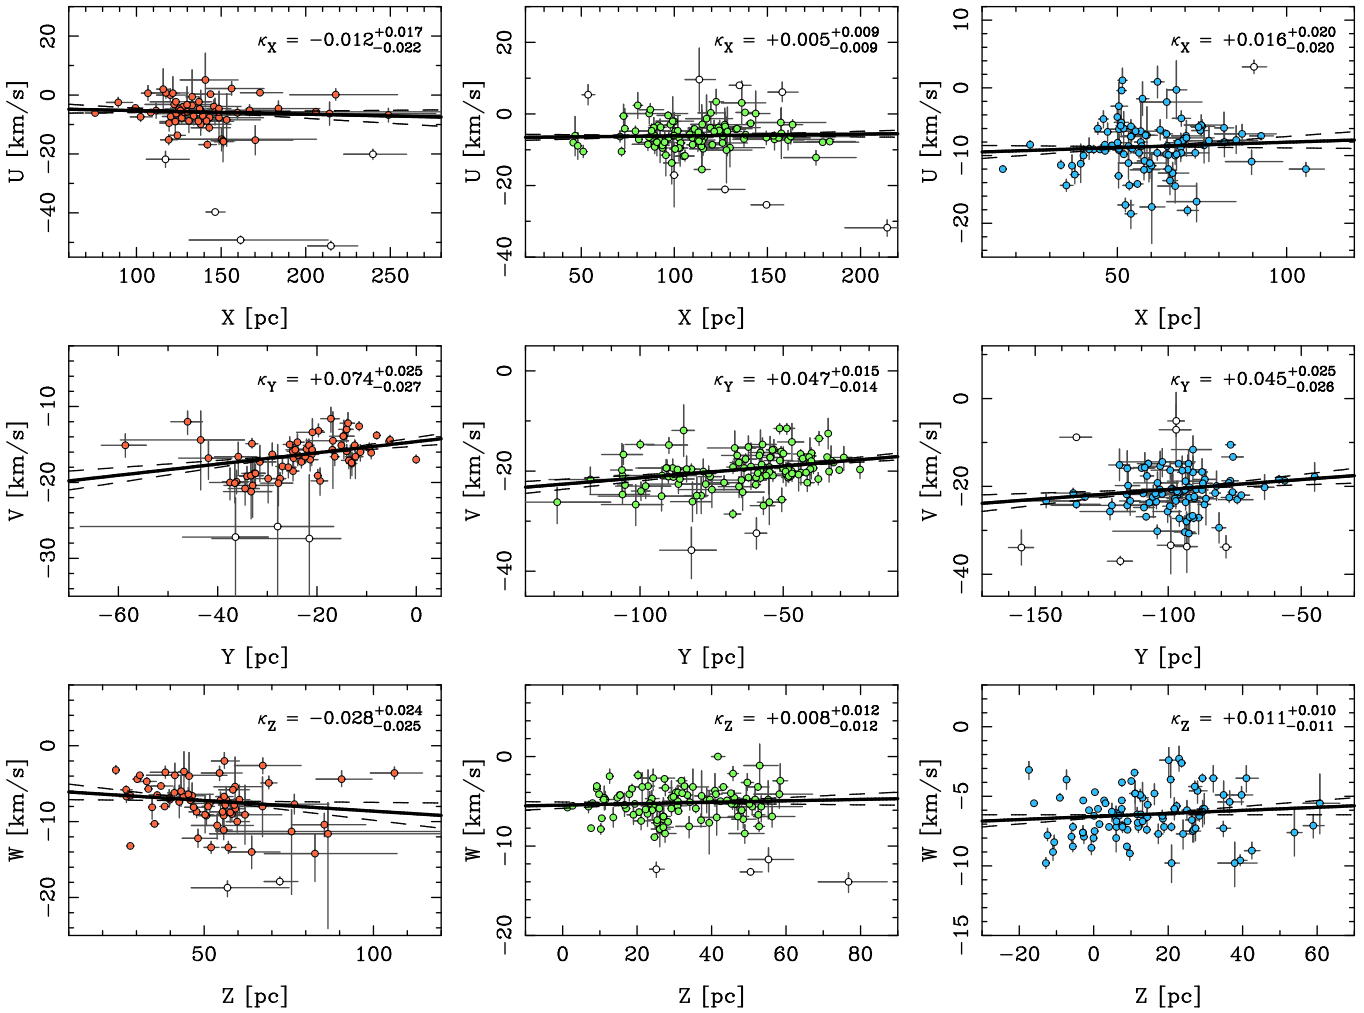 κX = −0.012+0.017−0.022
U [km/s]
20
0
−20
−40
100
150
200
250
X [pc]
κX = +0.005+0.009−0.009
U [km/s]
20
0
−20
−40
50
100
150
200
X [pc]
κX = +0.016+0.020−0.020
U [km/s]
10
0
−10
−20
50
100
X [pc]
κY = +0.074+0.025−0.027
V [km/s]
−10
−20
−30
−60
−40
−20
0
Y [pc]
κY = +0.047+0.015−0.014
V [km/s]
0
−20
−40
−100
−50
Y [pc]
κY = +0.045+0.025−0.026
V [km/s]
0
−20
−40
−150
−100
−50
Y [pc]
κZ = −0.028+0.024−0.025
W [km/s]
0
−10
−20
50
100
Z [pc]
κZ = +0.008+0.012−0.012
W [km/s]
0
−10
−20
0
20
40
60
80
Z [pc]
κZ = +0.011+0.010−0.011
W [km/s]
0
−5
−10
−15
−20
0
20
40
60
Z [pc]